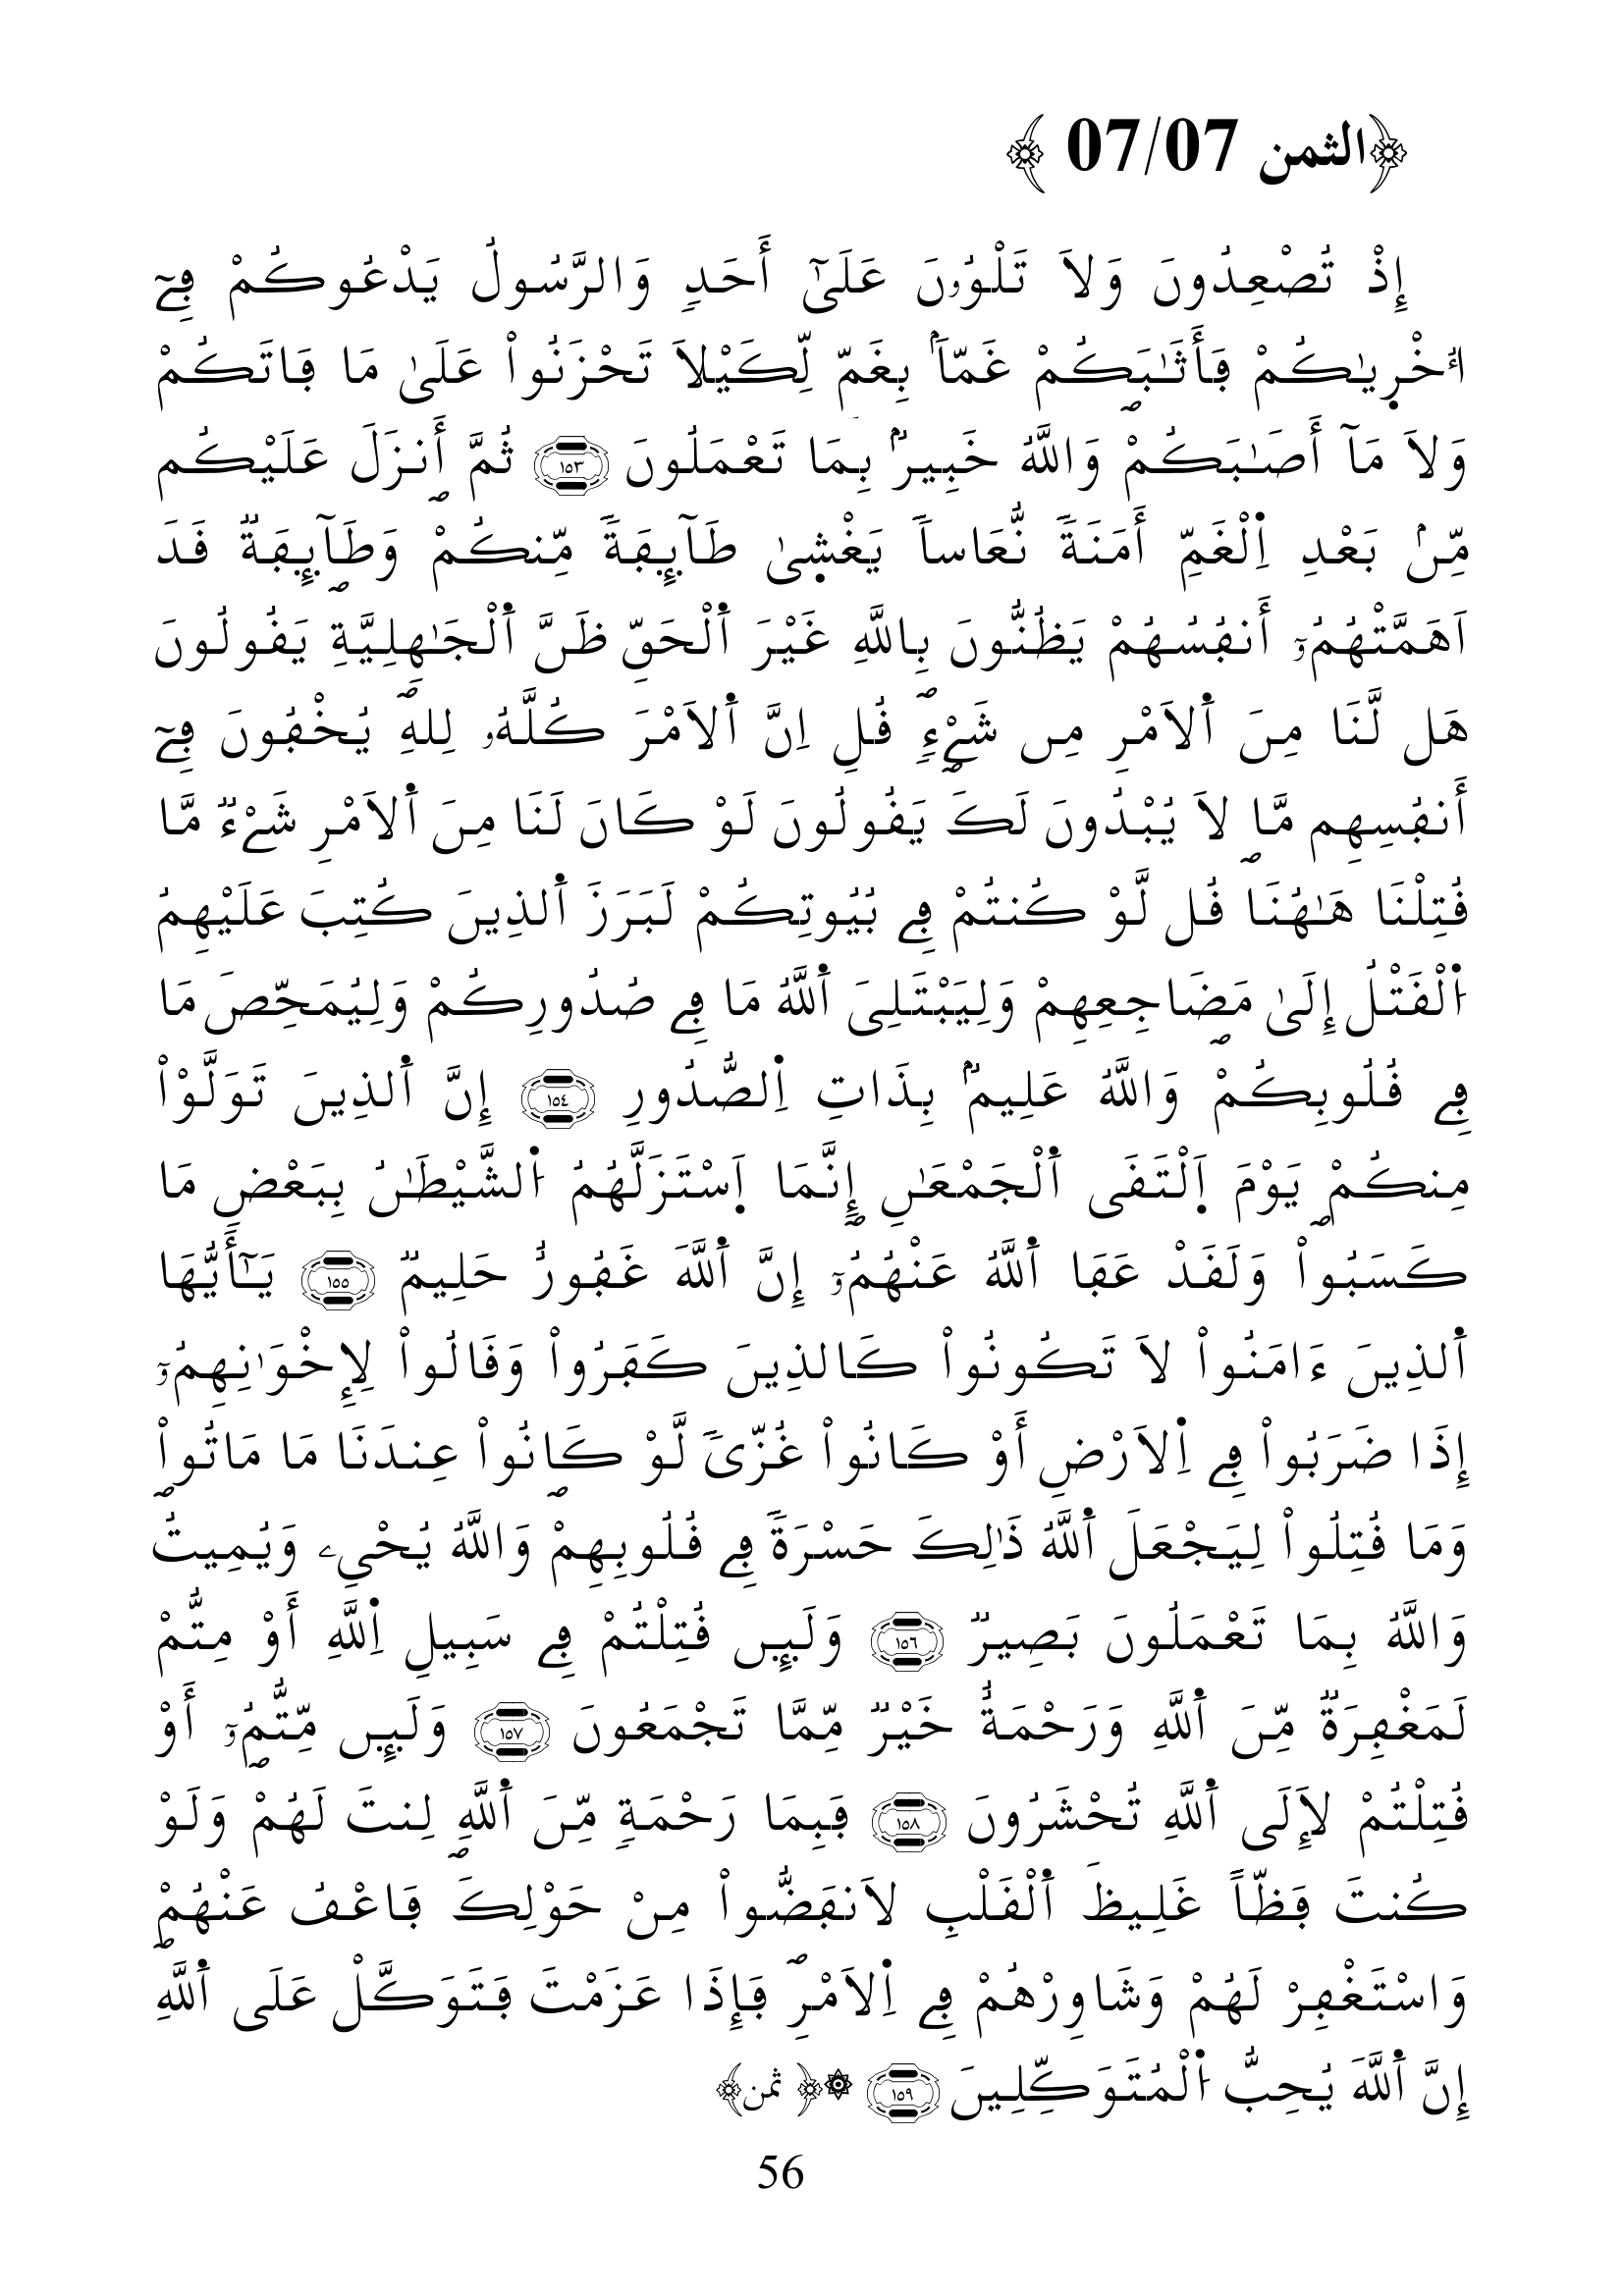 ﴿الثمن 07/07 ﴾
إِذْ تُصْعِدُونَ وَلاَ تَلْوُۥنَ عَلَىٰٓ أَحَدٖ وَالرَّسُولُ يَدْعُوكُمْ فِےٓ
أُخْرۭيٰكُمْ فَأَثَٰبَكُمْ غَمّاَۢ بِغَمّٖ لِّكَيْلاَ تَحْزَنُواْ عَلَىٰ مَا فَاتَكُمْ
وَلاَ مَآ أَصَٰبَكُمْ وَاللَّهُ خَبِيرُۢ بِمَا تَعْمَلُونَ ١٥٣ ثُمَّ أَنزَلَ عَلَيْكُم
مِّنۢ بَعْدِ اِ۬لْغَمِّ أَمَنَةٗ نُّعَاساٗ يَغْشۭيٰ طَآئِفَةٗ مِّنكُمْ وَطَآئِفَةٞ قَدَ
اَهَمَّتْهُمُۥٓ أَنفُسُهُمْ يَظُنُّونَ بِاللَّهِ غَيْرَ اَ۬لْحَقِّ ظَنَّ اَ۬لْجَٰهِلِيَّةِ يَقُولُونَ
هَل لَّنَا مِنَ اَ۬لاَمْرِ مِن شَےْءٖ قُلِ اِنَّ اَ۬لاَمْرَ كُلَّهُۥ لِلهِ يُخْفُونَ فِےٓ
أَنفُسِهِم مَّا لاَ يُبْدُونَ لَكَ يَقُولُونَ لَوْ كَانَ لَنَا مِنَ اَ۬لاَمْرِ شَےْءٞ مَّا
قُتِلْنَا هَٰهُنَا قُل لَّوْ كُنتُمْ فِے بُيُوتِكُمْ لَبَرَزَ اَ۬لذِينَ كُتِبَ عَلَيْهِمُ
اُ۬لْقَتْلُ إِلَىٰ مَضَاجِعِهِمْ وَلِيَبْتَلِىَ اَ۬للَّهُ مَا فِے صُدُورِكُمْ وَلِيُمَحِّصَ مَا
فِے قُلُوبِكُمْ وَاللَّهُ عَلِيمُۢ بِذَاتِ اِ۬لصُّدُورِ ١٥٤ إِنَّ اَ۬لذِينَ تَوَلَّوْاْ
مِنكُمْ يَوْمَ اَ۪لْتَقَى اَ۬لْجَمْعَٰنِ إِنَّمَا اَ۪سْتَزَلَّهُمُ اُ۬لشَّيْطَٰنُ بِبَعْضِ مَا
كَسَبُواْ وَلَقَدْ عَفَا اَ۬للَّهُ عَنْهُمُۥٓ إِنَّ اَ۬للَّهَ غَفُورٌ حَلِيمٞ ١٥٥ يَٰٓأَيُّهَا
اَ۬لذِينَ ءَامَنُواْ لاَ تَكُونُواْ كَالذِينَ كَفَرُواْ وَقَالُواْ لِإِخْوَٰنِهِمُۥٓ
إِذَا ضَرَبُواْ فِے اِ۬لاَرْضِ أَوْ كَانُواْ غُزّىٗ لَّوْ كَانُواْ عِندَنَا مَا مَاتُواْ
وَمَا قُتِلُواْ لِيَجْعَلَ اَ۬للَّهُ ذَٰلِكَ حَسْرَةٗ فِے قُلُوبِهِمْ وَاللَّهُ يُحْيِۦ وَيُمِيتُ
وَاللَّهُ بِمَا تَعْمَلُونَ بَصِيرٞ ١٥٦ وَلَئِن قُتِلْتُمْ فِے سَبِيلِ اِ۬للَّهِ أَوْ مِتُّمْ
لَمَغْفِرَةٞ مِّنَ اَ۬للَّهِ وَرَحْمَةٌ خَيْرٞ مِّمَّا تَجْمَعُونَ ١٥٧ وَلَئِن مِّتُّمُۥٓ أَوْ
قُتِلْتُمْ لإَِلَى اَ۬للَّهِ تُحْشَرُونَ ١٥٨ فَبِمَا رَحْمَةٖ مِّنَ اَ۬للَّهِ لِنتَ لَهُمْ وَلَوْ
كُنتَ فَظّاً غَلِيظَ اَ۬لْقَلْبِ لاَنفَضُّواْ مِنْ حَوْلِكَ فَاعْفُ عَنْهُمْ
وَاسْتَغْفِرْ لَهُمْ وَشَاوِرْهُمْ فِے اِ۬لاَمْرِ فَإِذَا عَزَمْتَ فَتَوَكَّلْ عَلَى اَ۬للَّهِ
إِنَّ اَ۬للَّهَ يُحِبُّ اُ۬لْمُتَوَكِّلِينَ ١٥٩ ۞﴿ ثمن﴾
56